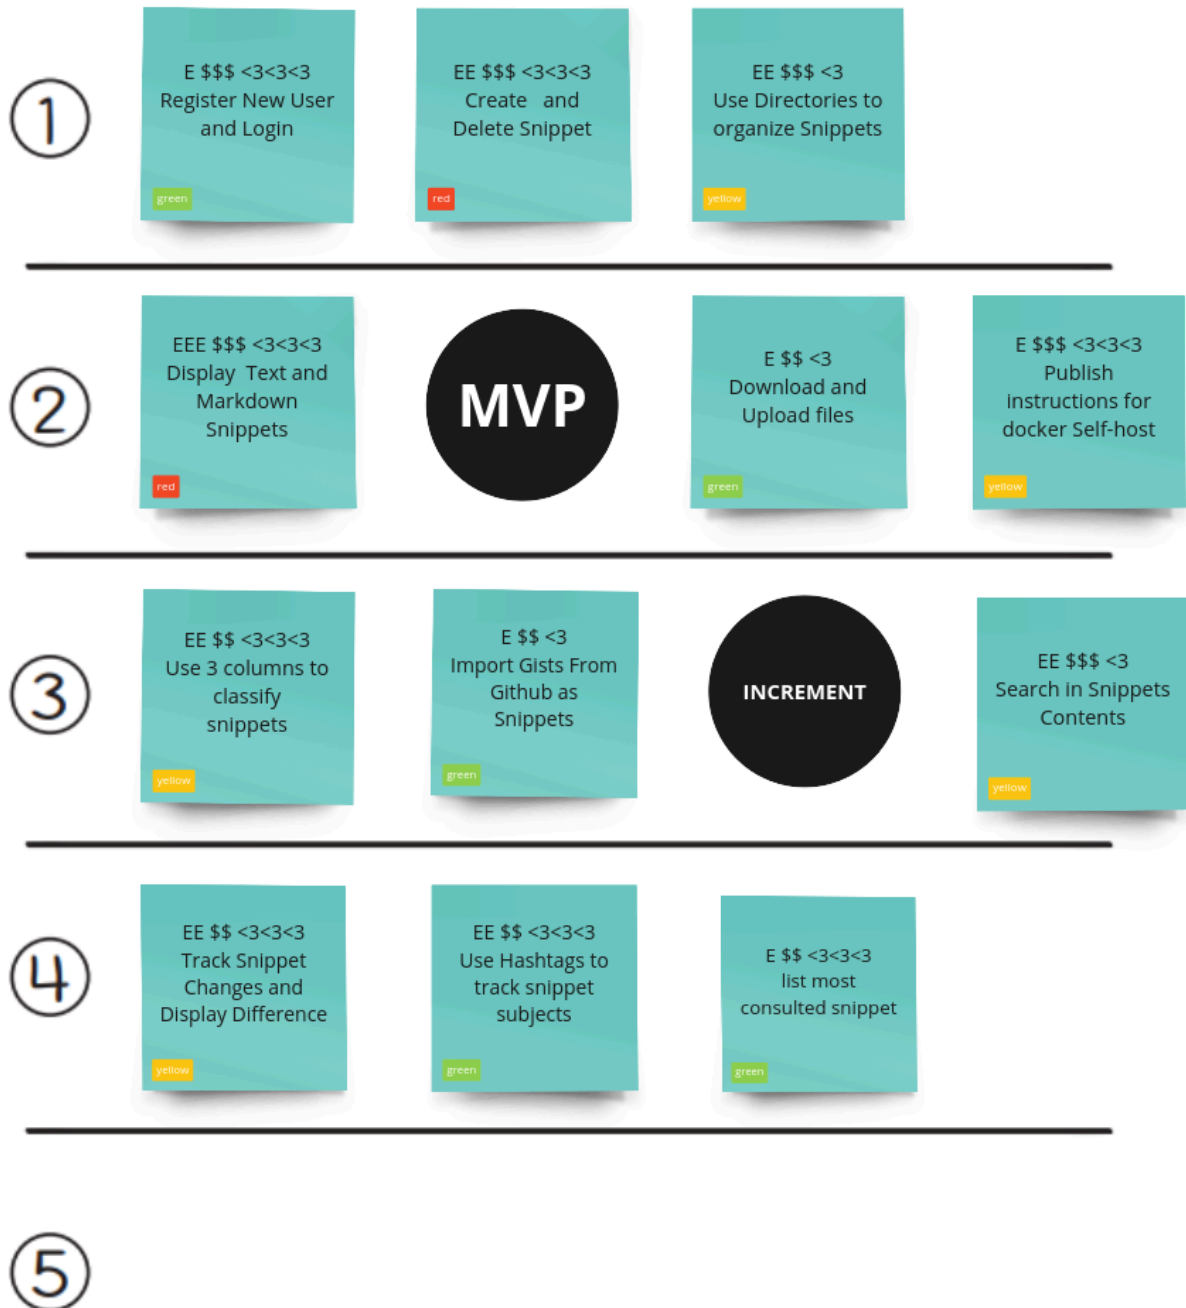 1
E $$$ <3<3<3
Register New User
and Login
green
EE $$$ <3<3<3
Create and
Delete Snippet
red
EE $$$ <3
Use Directories to
organize Snippets
yellow
2
EEE $$$ <3<3<3
Display Text and
Markdown
Snippets
red
MVP
E $$ <3
Download and
Upload files
green
E $$$ <3<3<3
Publish
instructions for
docker Self-host
yellow
3
EE $$ <3<3<3
Use 3 columns to
classify
snippets
yellow
E $$ <3
Import Gists From
Github as
Snippets
green
INCREMENT
EE $$$ <3
Search in Snippets
Contents
yellow
4
EE $$ <3<3<3
Track Snippet
Changes and
Display Difference
yellow
EE $$ <3<3<3
Use Hashtags to
track snippet
subjects
green
E $$ <3<3<3
list most
consulted snippet
green
5